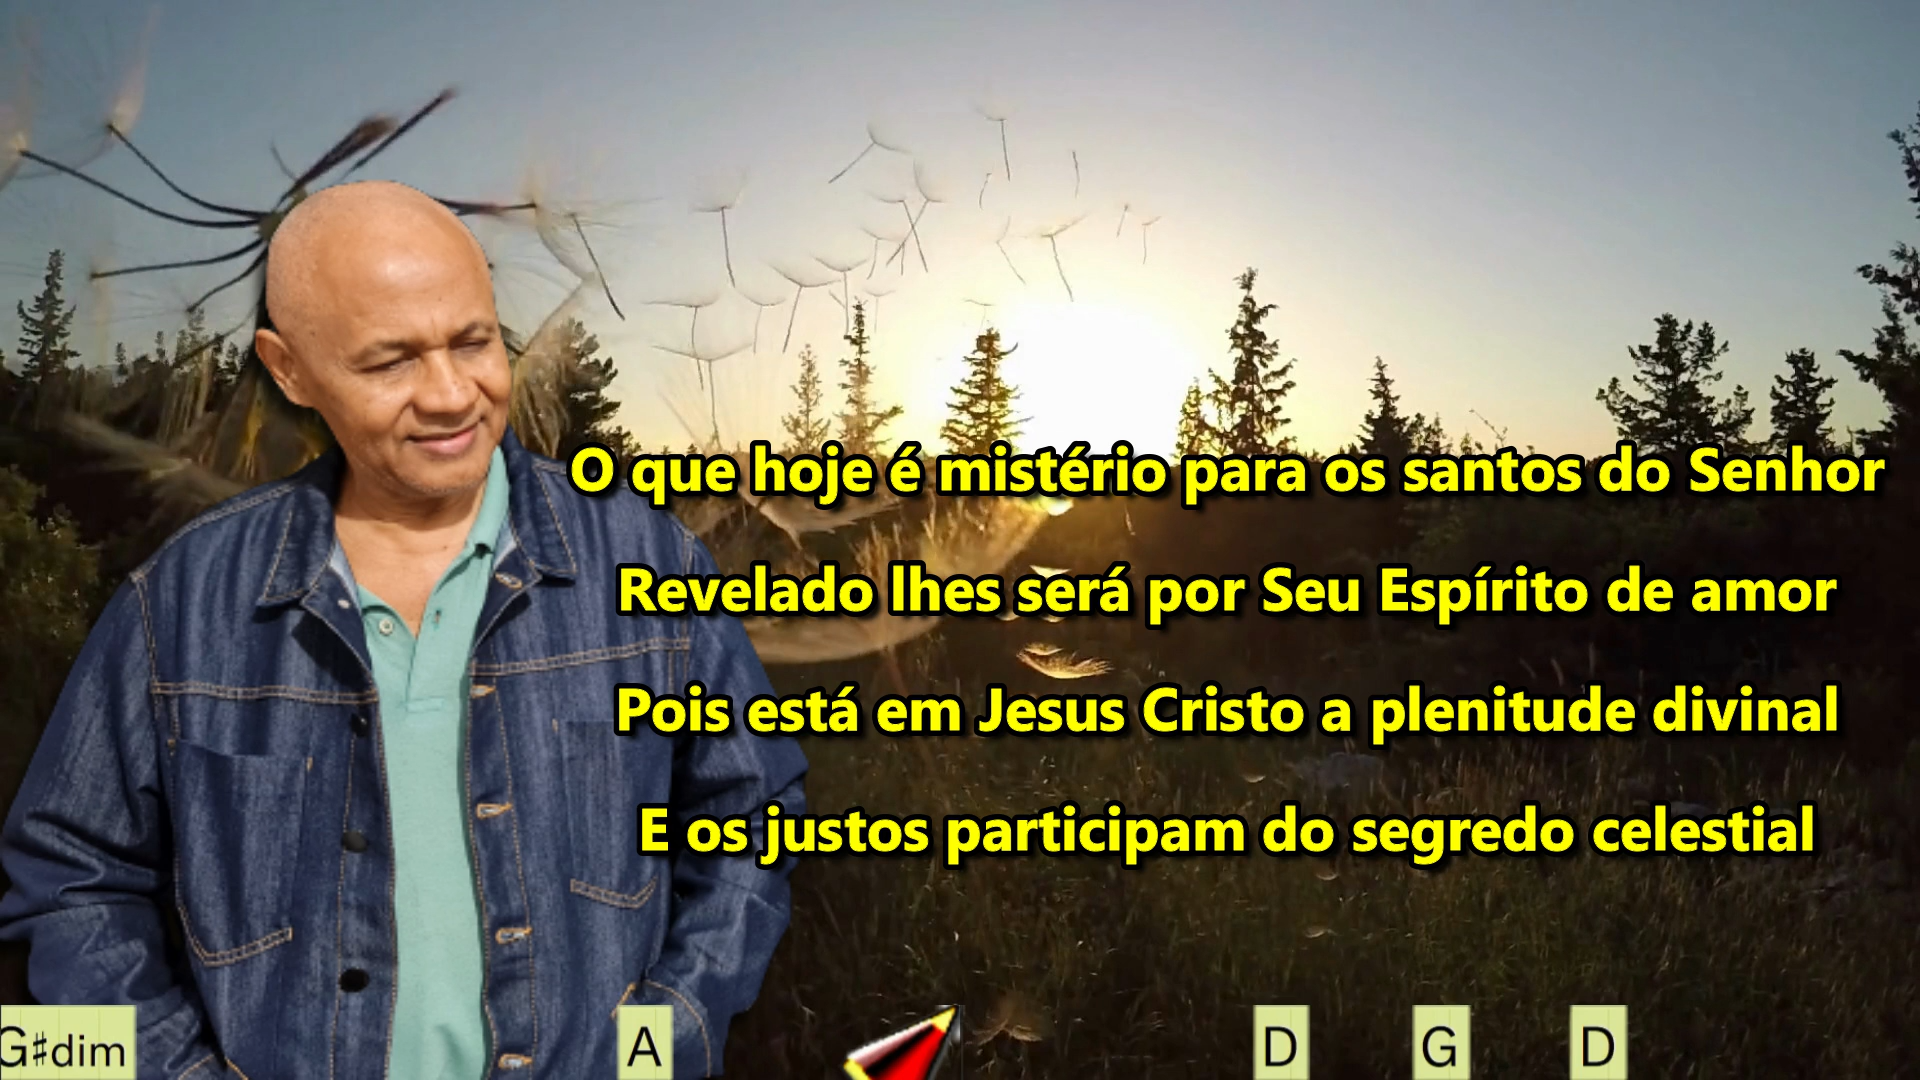 O que hoje é mistério para os santos do Senhor
Revelado lhes será por Seu Espírito de amor
Pois está em Jesus Cristo a plenitude divinal
E os justos participam do segredo celestial
G♯dim A D G D